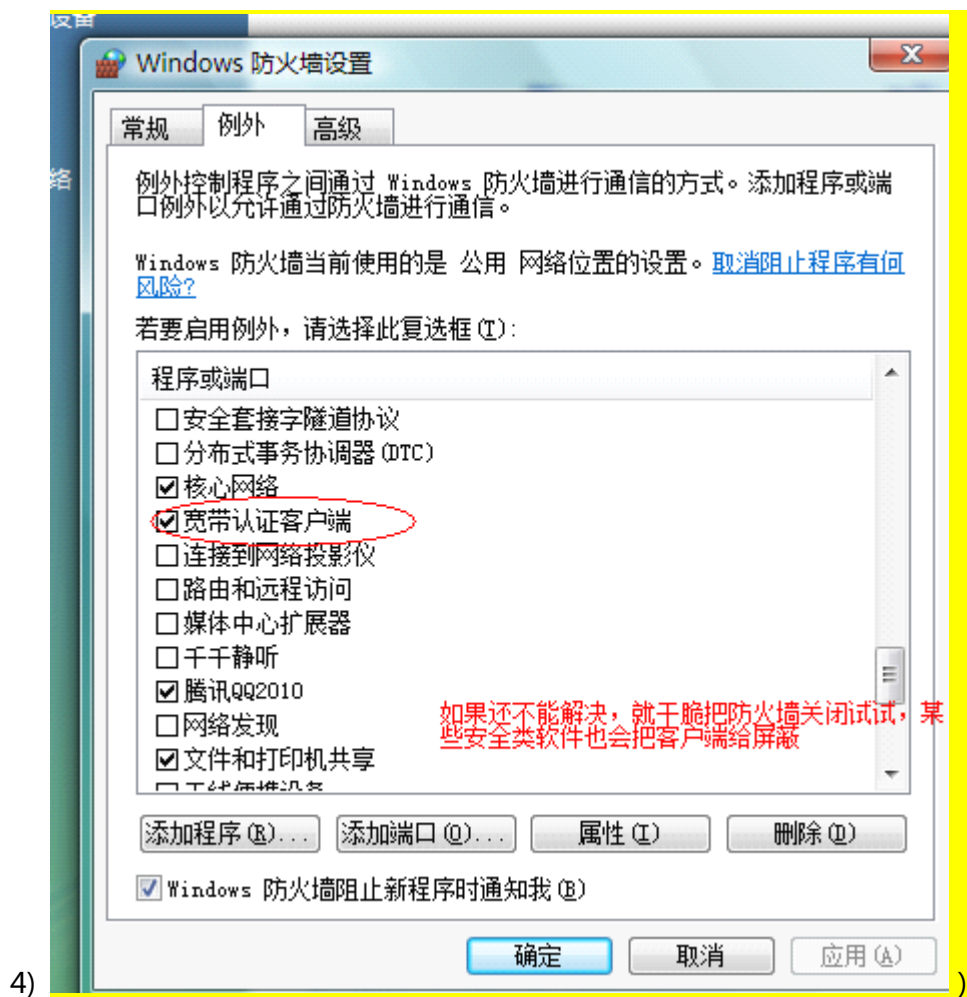 设备
Windows 防火墙设置
常规 例外 高级
络
例外控制程序之间通过 Windows 防火墙进行通信的方式。添加程序或端
口例外以允许通过防火墙进行通信。
Windows 防火墙当前使用的是 公用 网络位置的设置。取消阻止程序有何
风险?
若要启用例外，请选择此复选框(T):
程序或端口
安全套接字隧道协议
分布式事务协调器(DTC)
核心网络
宽带认证客户端
连接到网络投影仪
路由和远程访问
媒体中心扩展器
千千静听
腾讯QQ2010
网络发现
文件和打印机共享
如果还不能解决，就干脆把防火墙关闭试试，某
些安全类软件也会把客户端给屏蔽
添加程序(R)... 添加端口(O)... 属性(I) 删除(D)
Windows 防火墙阻止新程序时通知我(B)
确定 取消 应用(A)
4) )